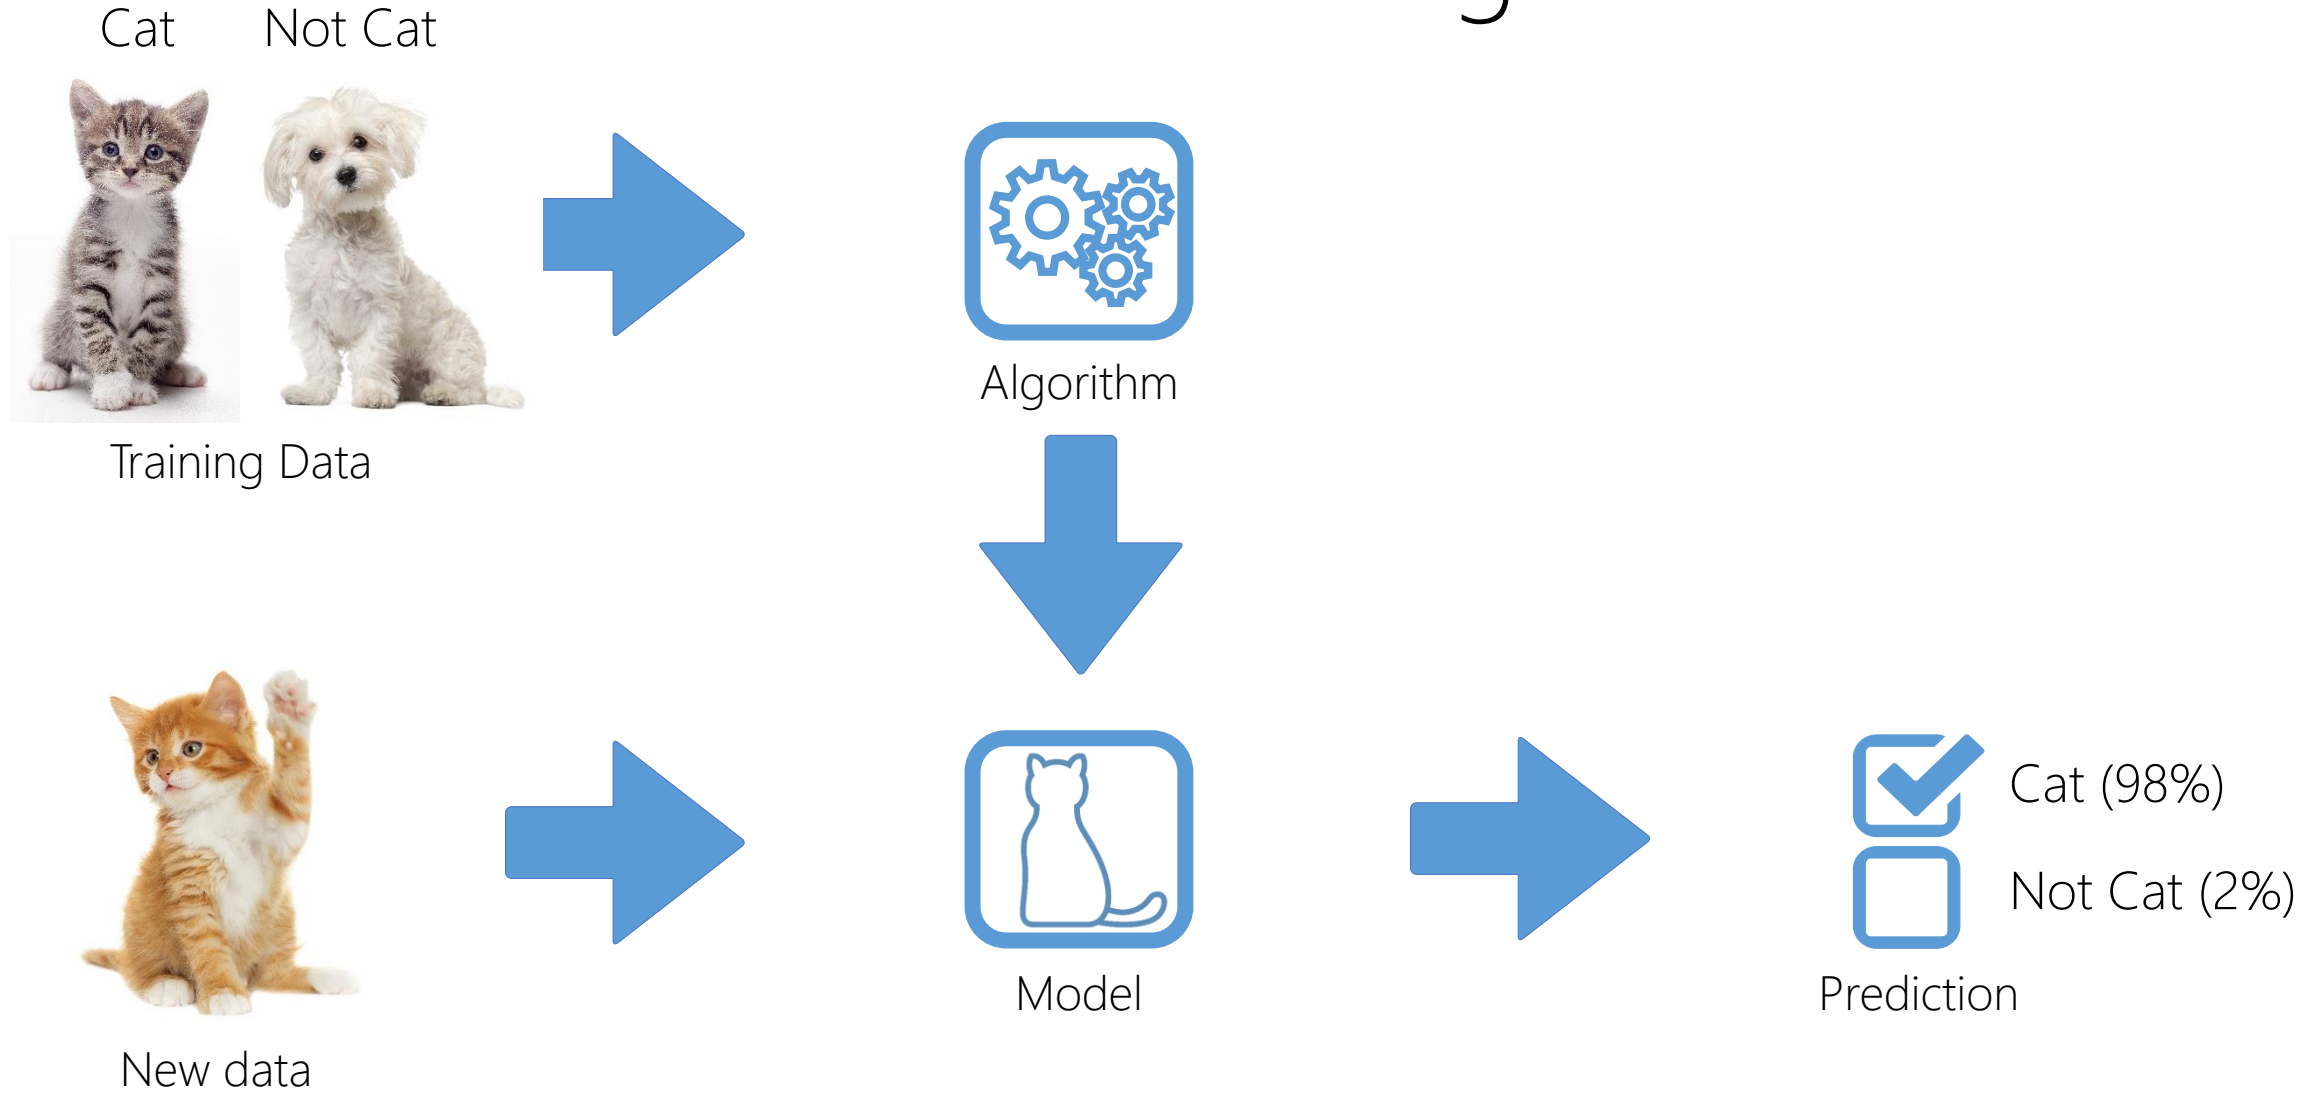 Cat
Not Cat
Training Data
Algorithm
New data
Model
Cat (98%)
Not Cat (2%)
Prediction